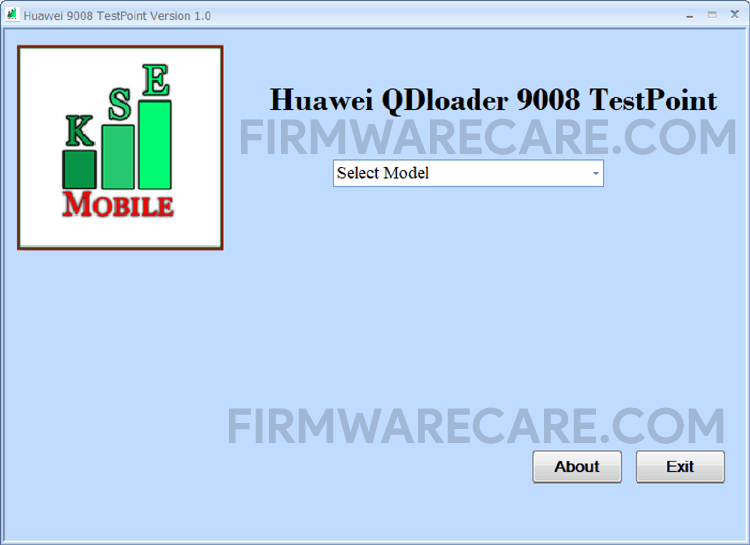 Huawei 9008 TestPoint Version 1.0
K S E
MOBILE
Huawei QDloader 9008 TestPoint
FIRMWARECARE.COM
Select Model
FIRMWARECARE.COM
About
Exit